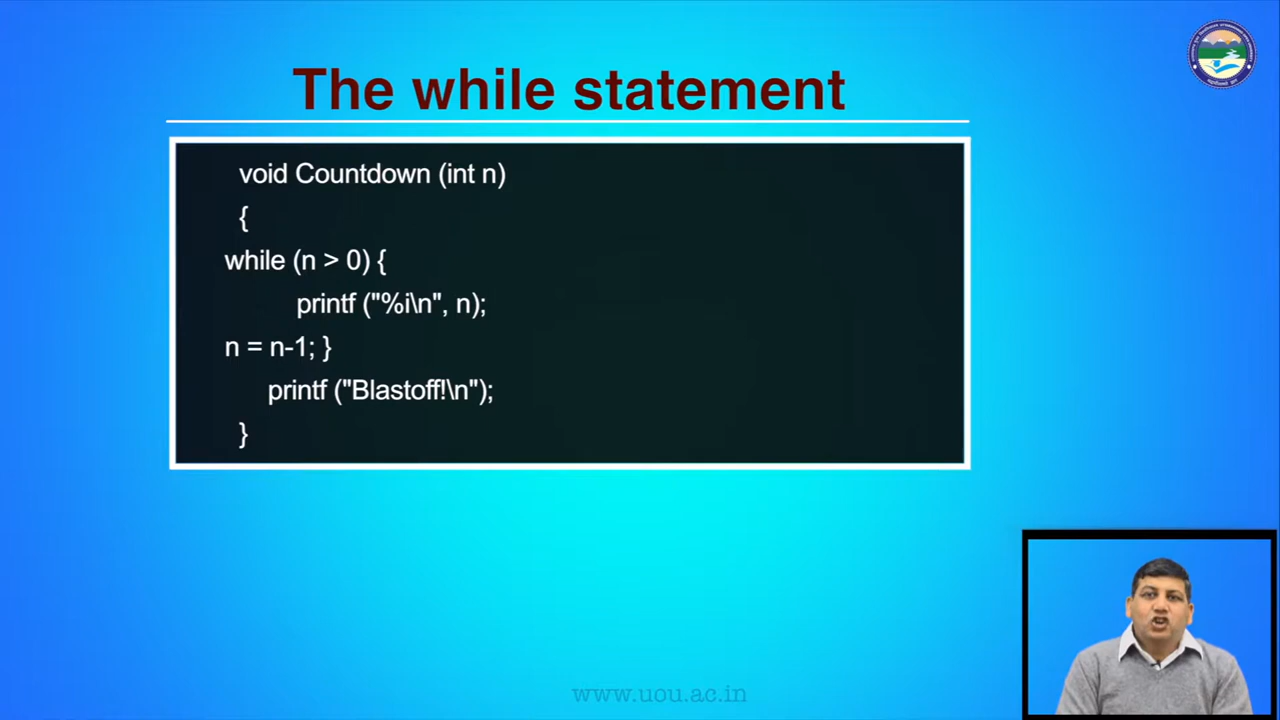 The while statement
void Countdown (int n)
{
while (n > 0) {
printf ("%i\n", n);
n = n-1; }
printf ("Blastoff!\n");
}
www.uou.ac.in